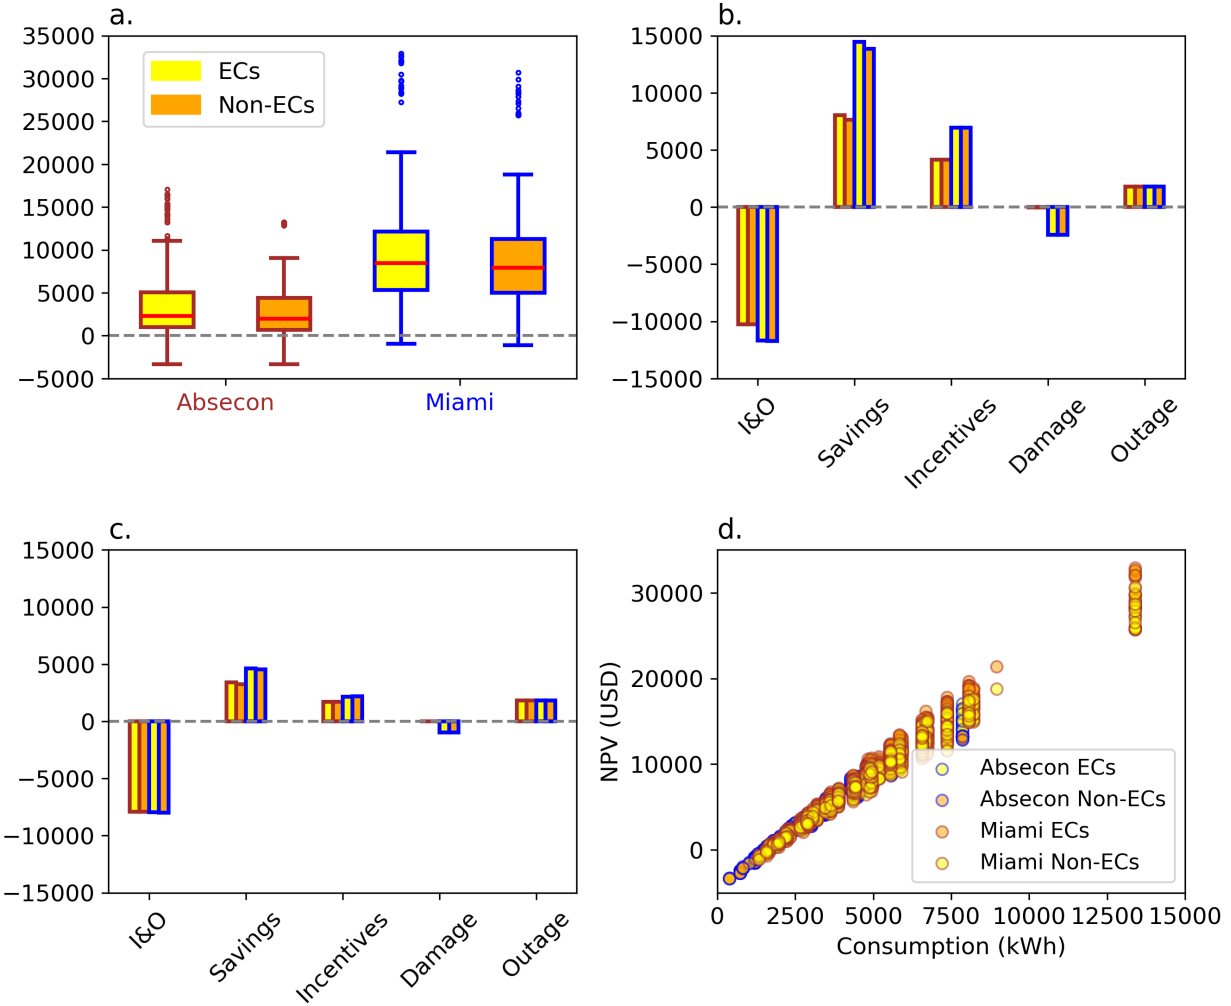 a.
35000
30000
25000
20000
15000
10000
5000
0
−5000
ECs
Non-ECs
Absecon
Miami
b.
15000
10000
5000
0
−5000
−10000
−15000
I&O
Savings
Incentives
Damage
Outage
c.
15000
10000
5000
0
−5000
−10000
−15000
I&O
Savings
Incentives
Damage
Outage
d.
NPV (USD)
30000
20000
10000
0
Absecon ECs
Absecon Non-ECs
Miami ECs
Miami Non-ECs
0 2500 5000 7500 10000 12500 15000
Consumption (kWh)